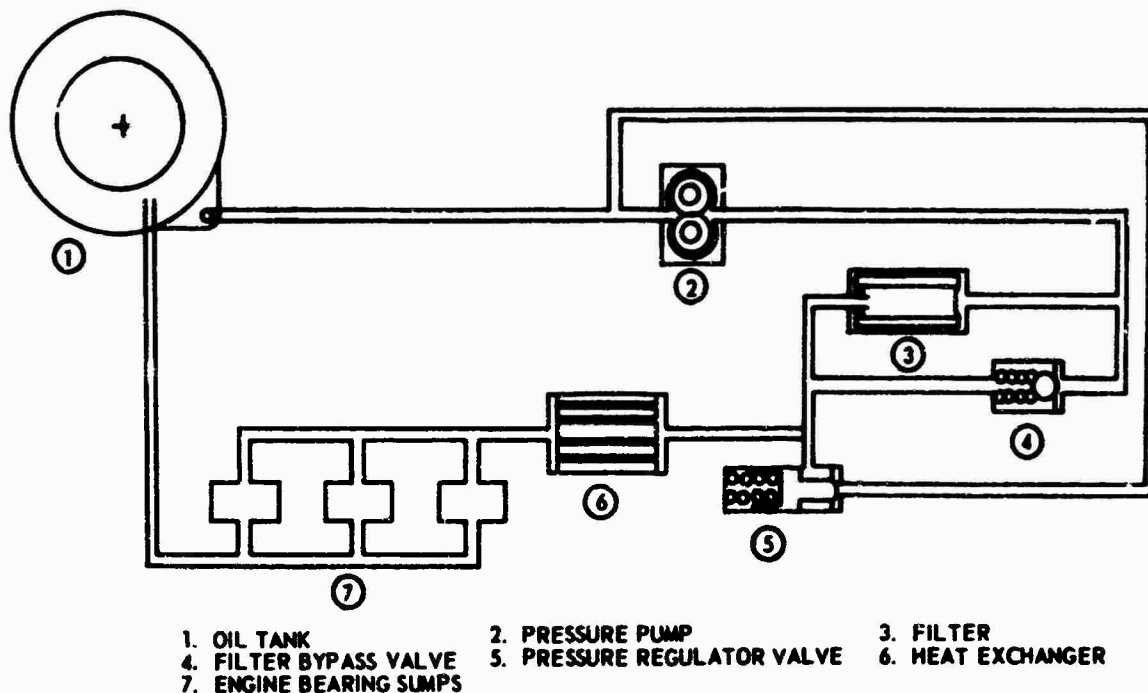 1
2
3
4
6
5
7
1. OIL TANK 2. PRESSURE PUMP 3. FILTER
4. FILTER BYPASS VALVE 5. PRESSURE REGULATOR VALVE 6. HEAT EXCHANGER
7. ENGINE BEARING SUMPS